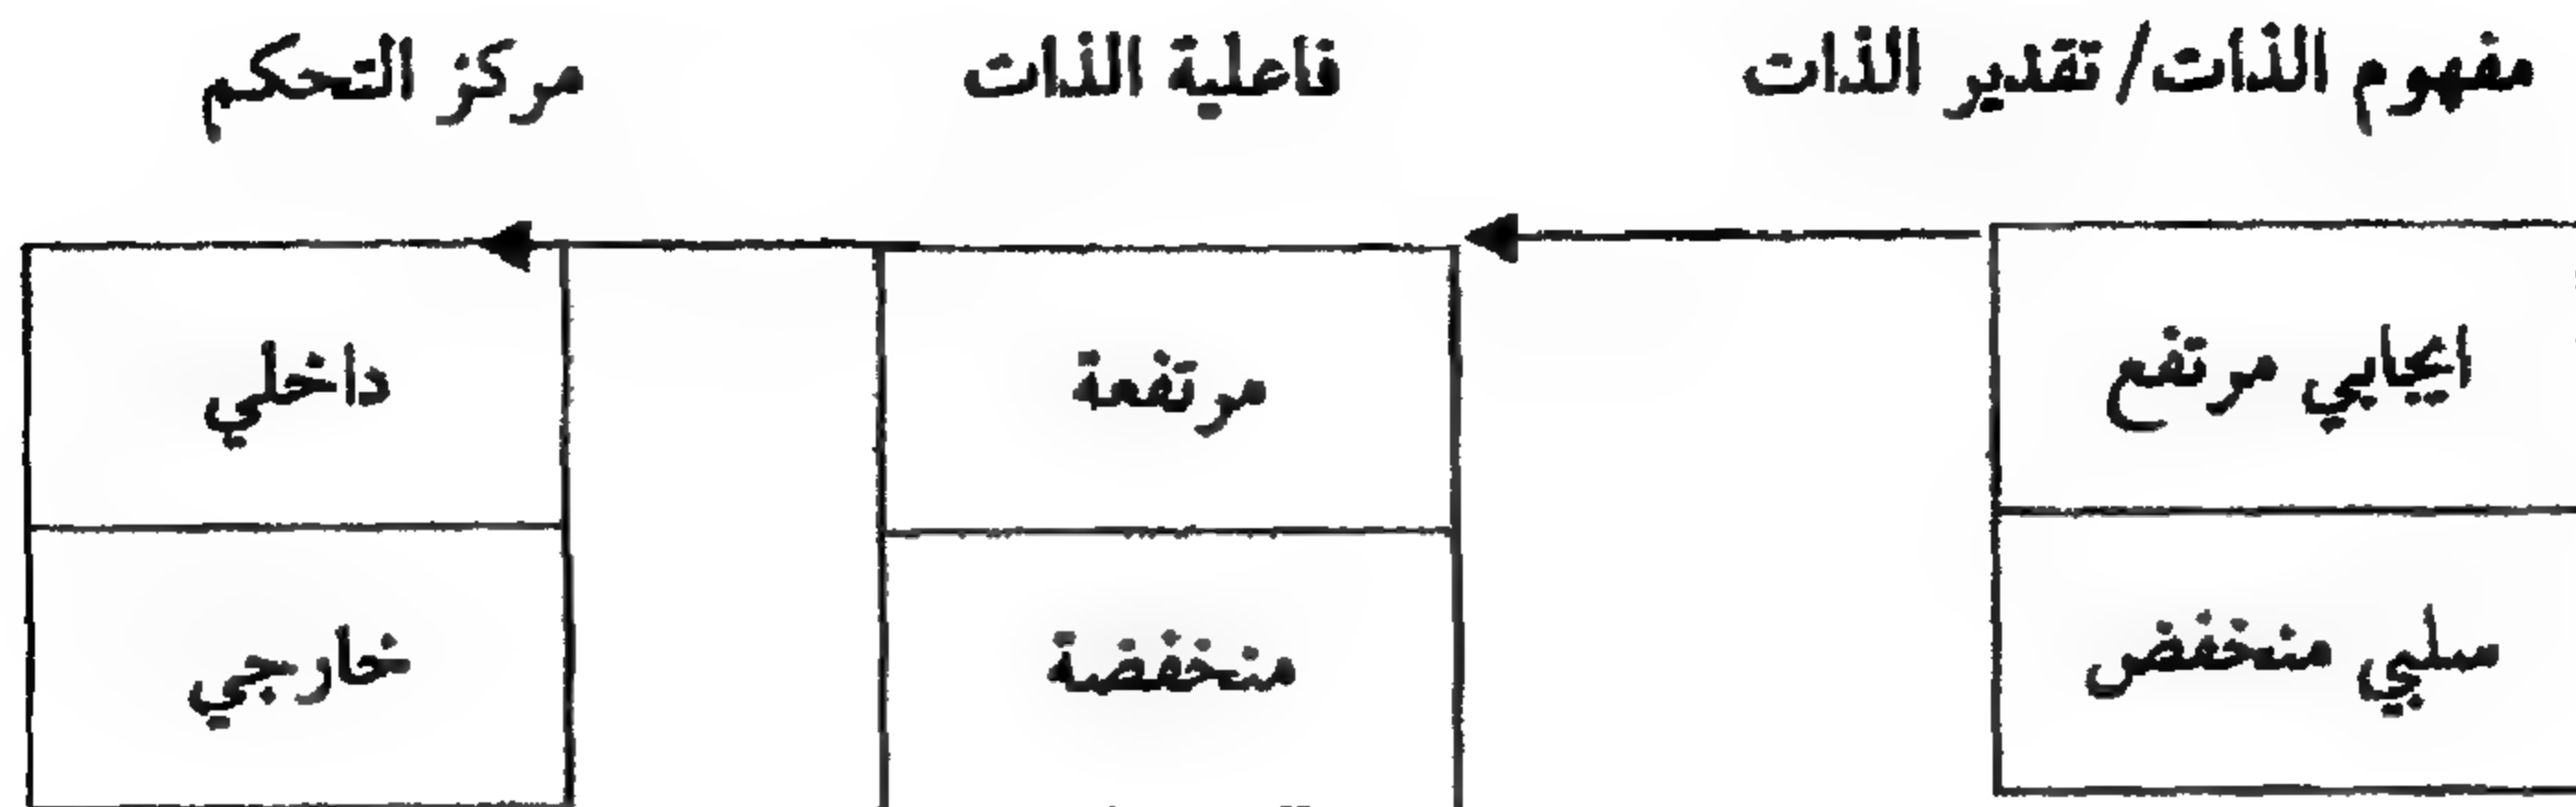 مفهوم الذات/ تقدير الذات
فاعلية الذات
مركز التحكم
ايجابي مرتفع
مرتفعة
داخلي
سلبي منخفض
منخفضة
خارجي